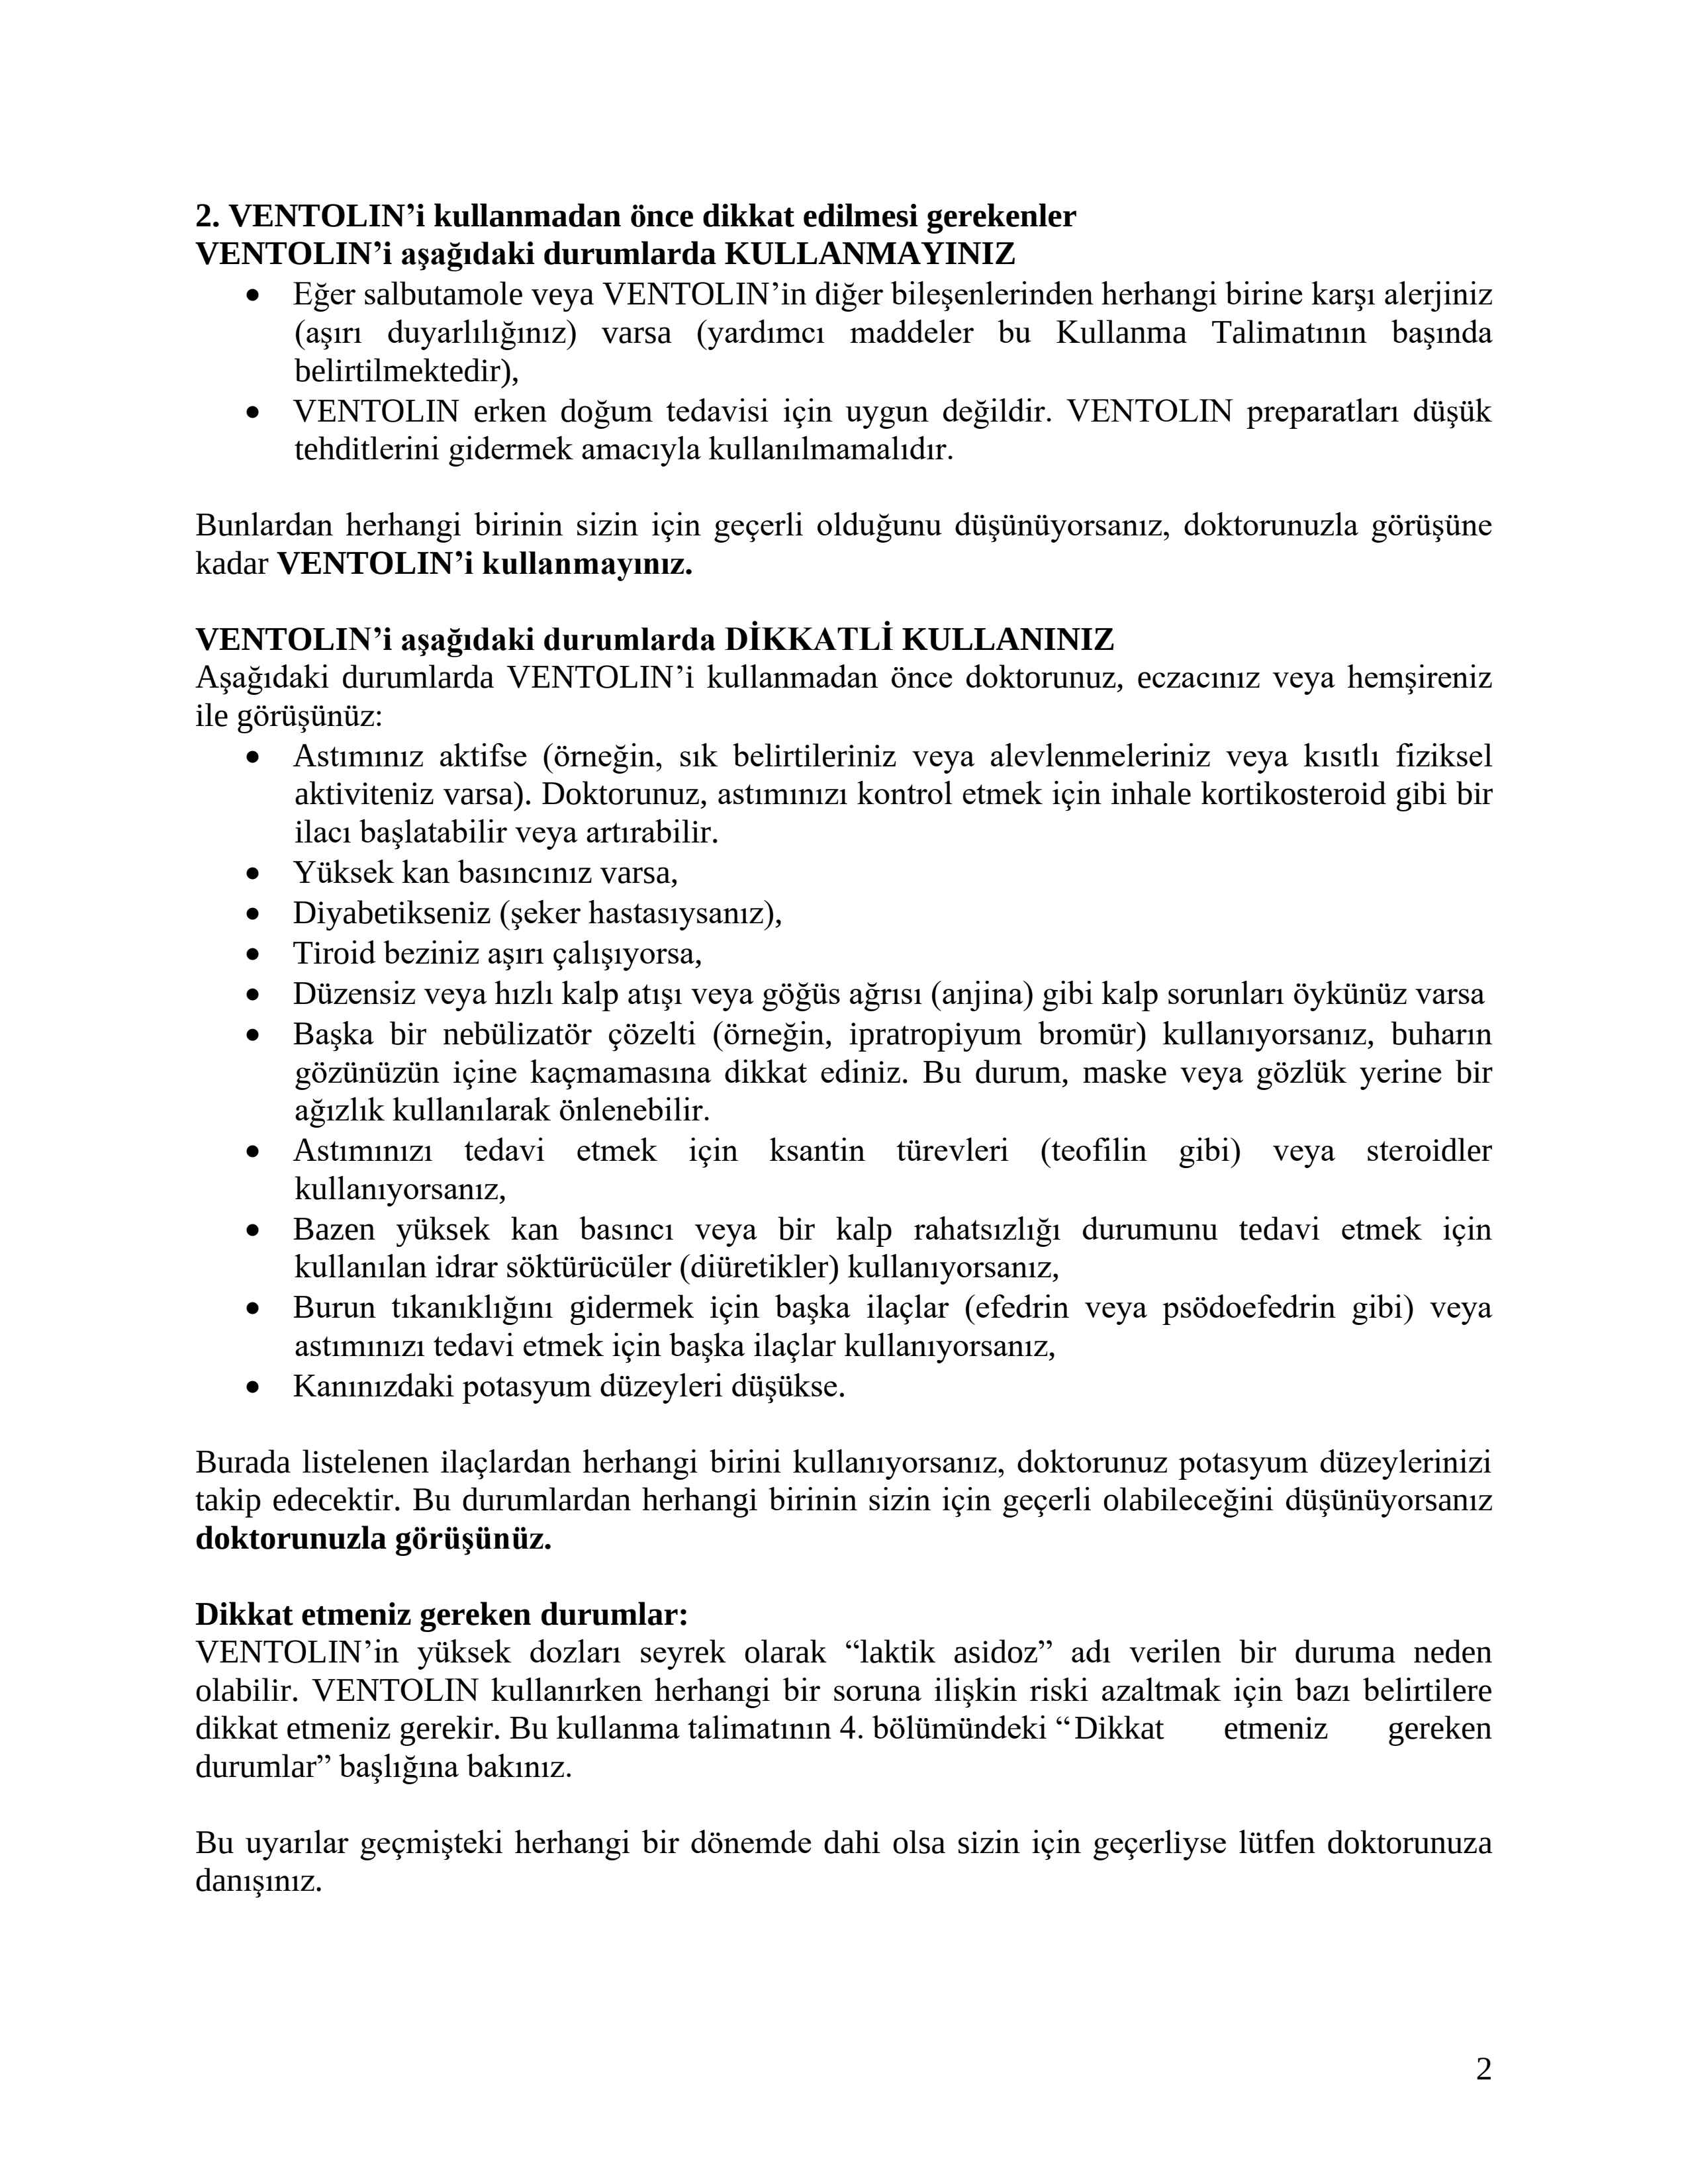 2. VENTOLIN’i kullanmadan önce dikkat edilmesi gerekenler
VENTOLIN’i aşağıdaki durumlarda KULLANMAYINIZ
• Eğer salbutamole veya VENTOLIN’in diğer bileşenlerinden herhangi birine karşı alerjiniz
(aşırı duyarlılığınız) varsa (yardımcı maddeler bu Kullanma Talimatının başında
belirtilmektedir),
• VENTOLIN erken doğum tedavisi için uygun değildir. VENTOLIN preparatları düşük
tehditlerini gidermek amacıyla kullanılmamalıdır.
Bunlardan herhangi birinin sizin için geçerli olduğunu düşünüyorsanız, doktorunuzla görüşüne
kadar VENTOLIN’i kullanmayınız.
VENTOLIN’i aşağıdaki durumlarda DİKKATLİ KULLANINIZ
Aşağıdaki durumlarda VENTOLIN’i kullanmadan önce doktorunuz, eczacınız veya hemşireniz
ile görüşünüz:
• Astımınız aktifse (örneğin, sık belirtileriniz veya alevlenmeleriniz veya kısıtlı fiziksel
aktiviteniz varsa). Doktorunuz, astımınızı kontrol etmek için inhale kortikosteroid gibi bir
ilacı başlatabilir veya artırabilir.
• Yüksek kan basıncınız varsa,
• Diyabetikseniz (şeker hastasıysanız),
• Tiroid beziniz aşırı çalışıyorsa,
• Düzensiz veya hızlı kalp atışı veya göğüs ağrısı (anjina) gibi kalp sorunları öykünüz varsa
• Başka bir nebülizatör çözelti (örneğin, ipratropiyum bromür) kullanıyorsanız, buharın
gözünüzün içine kaçmamasına dikkat ediniz. Bu durum, maske veya gözlük yerine bir
ağızlık kullanılarak önlenebilir.
• Astımınızı tedavi etmek için ksantin türevleri (teofilin gibi) veya steroidler
kullanıyorsanız,
• Bazen yüksek kan basıncı veya bir kalp rahatsızlığı durumunu tedavi etmek için
kullanılan idrar söktürücüler (diüretikler) kullanıyorsanız,
• Burun tıkanıklığını gidermek için başka ilaçlar (efedrin veya psödoefedrin gibi) veya
astımınızı tedavi etmek için başka ilaçlar kullanıyorsanız,
• Kanınızdaki potasyum düzeyleri düşükse.
Burada listelenen ilaçlardan herhangi birini kullanıyorsanız, doktorunuz potasyum düzeylerinizi
takip edecektir. Bu durumlardan herhangi birinin sizin için geçerli olabileceğini düşünüyorsanız
doktorunuzla görüşünüz.
Dikkat etmeniz gereken durumlar:
VENTOLIN’in yüksek dozları seyrek olarak “laktik asidoz” adı verilen bir duruma neden
olabilir. VENTOLIN kullanırken herhangi bir soruna ilişkin riski azaltmak için bazı belirtilere
dikkat etmeniz gerekir. Bu kullanma talimatının 4. bölümündeki “Dikkat etmeniz gereken
durumlar” başlığına bakınız.
Bu uyarılar geçmişteki herhangi bir dönemde dahi olsa sizin için geçerliyse lütfen doktorunuza
danışınız.
2